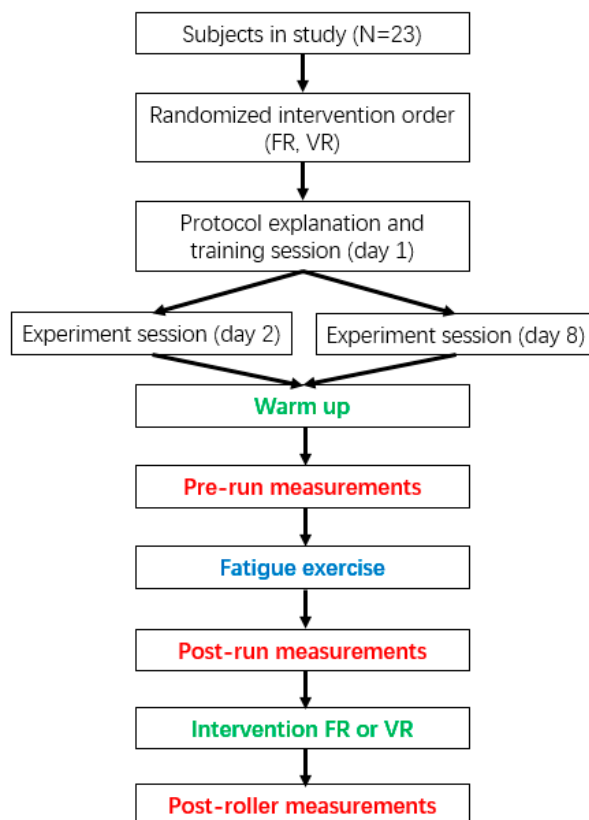 Subjects in study (N=23)
Randomized intervention order
(FR, VR)
Protocol explanation and
training session (day 1)
Experiment session (day 2)
Experiment session (day 8)
Warm up
Pre-run measurements
Fatigue exercise
Post-run measurements
Intervention FR or VR
Post-roller measurements